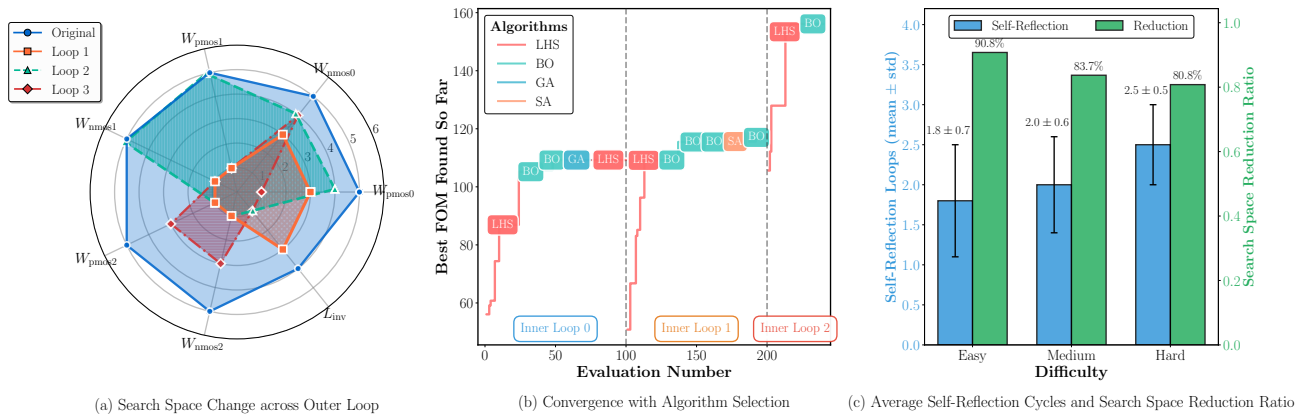 Original
Loop 1
Loop 2
Loop 3
W_pmos1
W_nmos0
W_nmos1
W_pmos0
W_pmos2
W_nmos2
L_inv
1
2
3
4
5
6
(a) Search Space Change across Outer Loop
Best FOM Found So Far
160
140
120
100
80
60
Algorithms
LHS
BO
GA
SA
LHS
BO
BO
GA
LHS
LHS
BO
BO
BO
SA
BO
LHS
BO
Inner Loop 0
Inner Loop 1
Inner Loop 2
0
50
100
150
200
Evaluation Number
(b) Convergence with Algorithm Selection
Self-Reflection Loops (mean ± std)
4.0
3.5
3.0
2.5
2.0
1.5
1.0
0.5
0.0
Self-Reflection
Reduction
90.8%
83.7%
80.8%
1.8 ± 0.7
2.0 ± 0.6
2.5 ± 0.5
1.0
0.8
0.6
0.4
0.2
0.0
Search Space Reduction Ratio
Easy
Medium
Hard
Difficulty
(c) Average Self-Reflection Cycles and Search Space Reduction Ratio